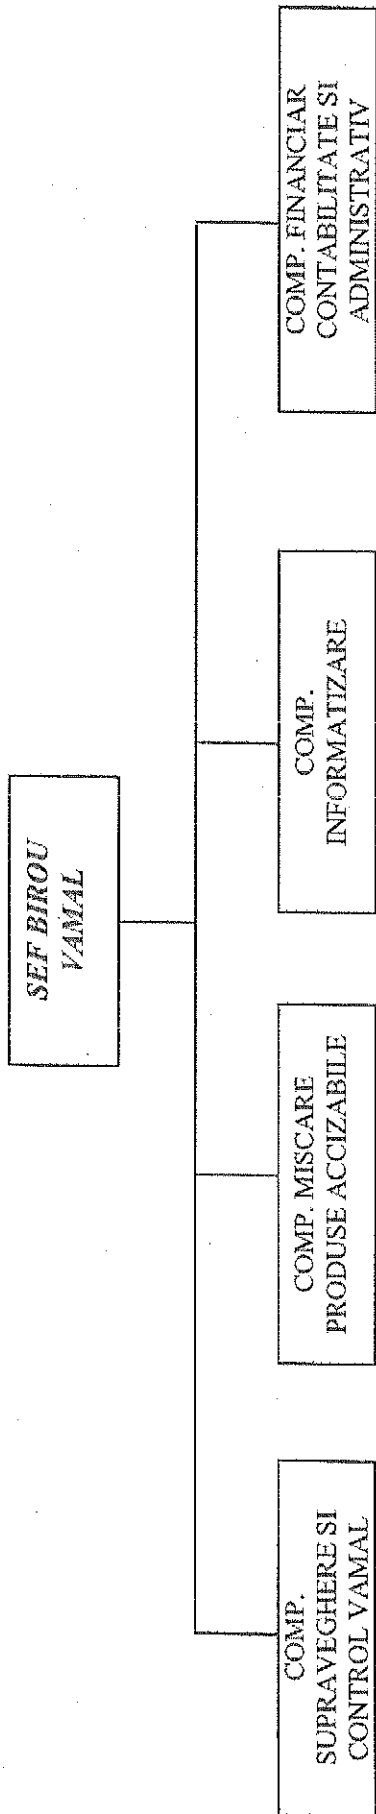 SEF BIROU
VAMAL
COMP.
SUPRAVEGHERE SI
CONTROL VAMAL
COMP. MISCARE
PRODUSE ACCIZABILE
COMP.
INFORMATIZARE
COMP. FINANCIAR
CONTABILITATE SI
ADMINISTRATIV